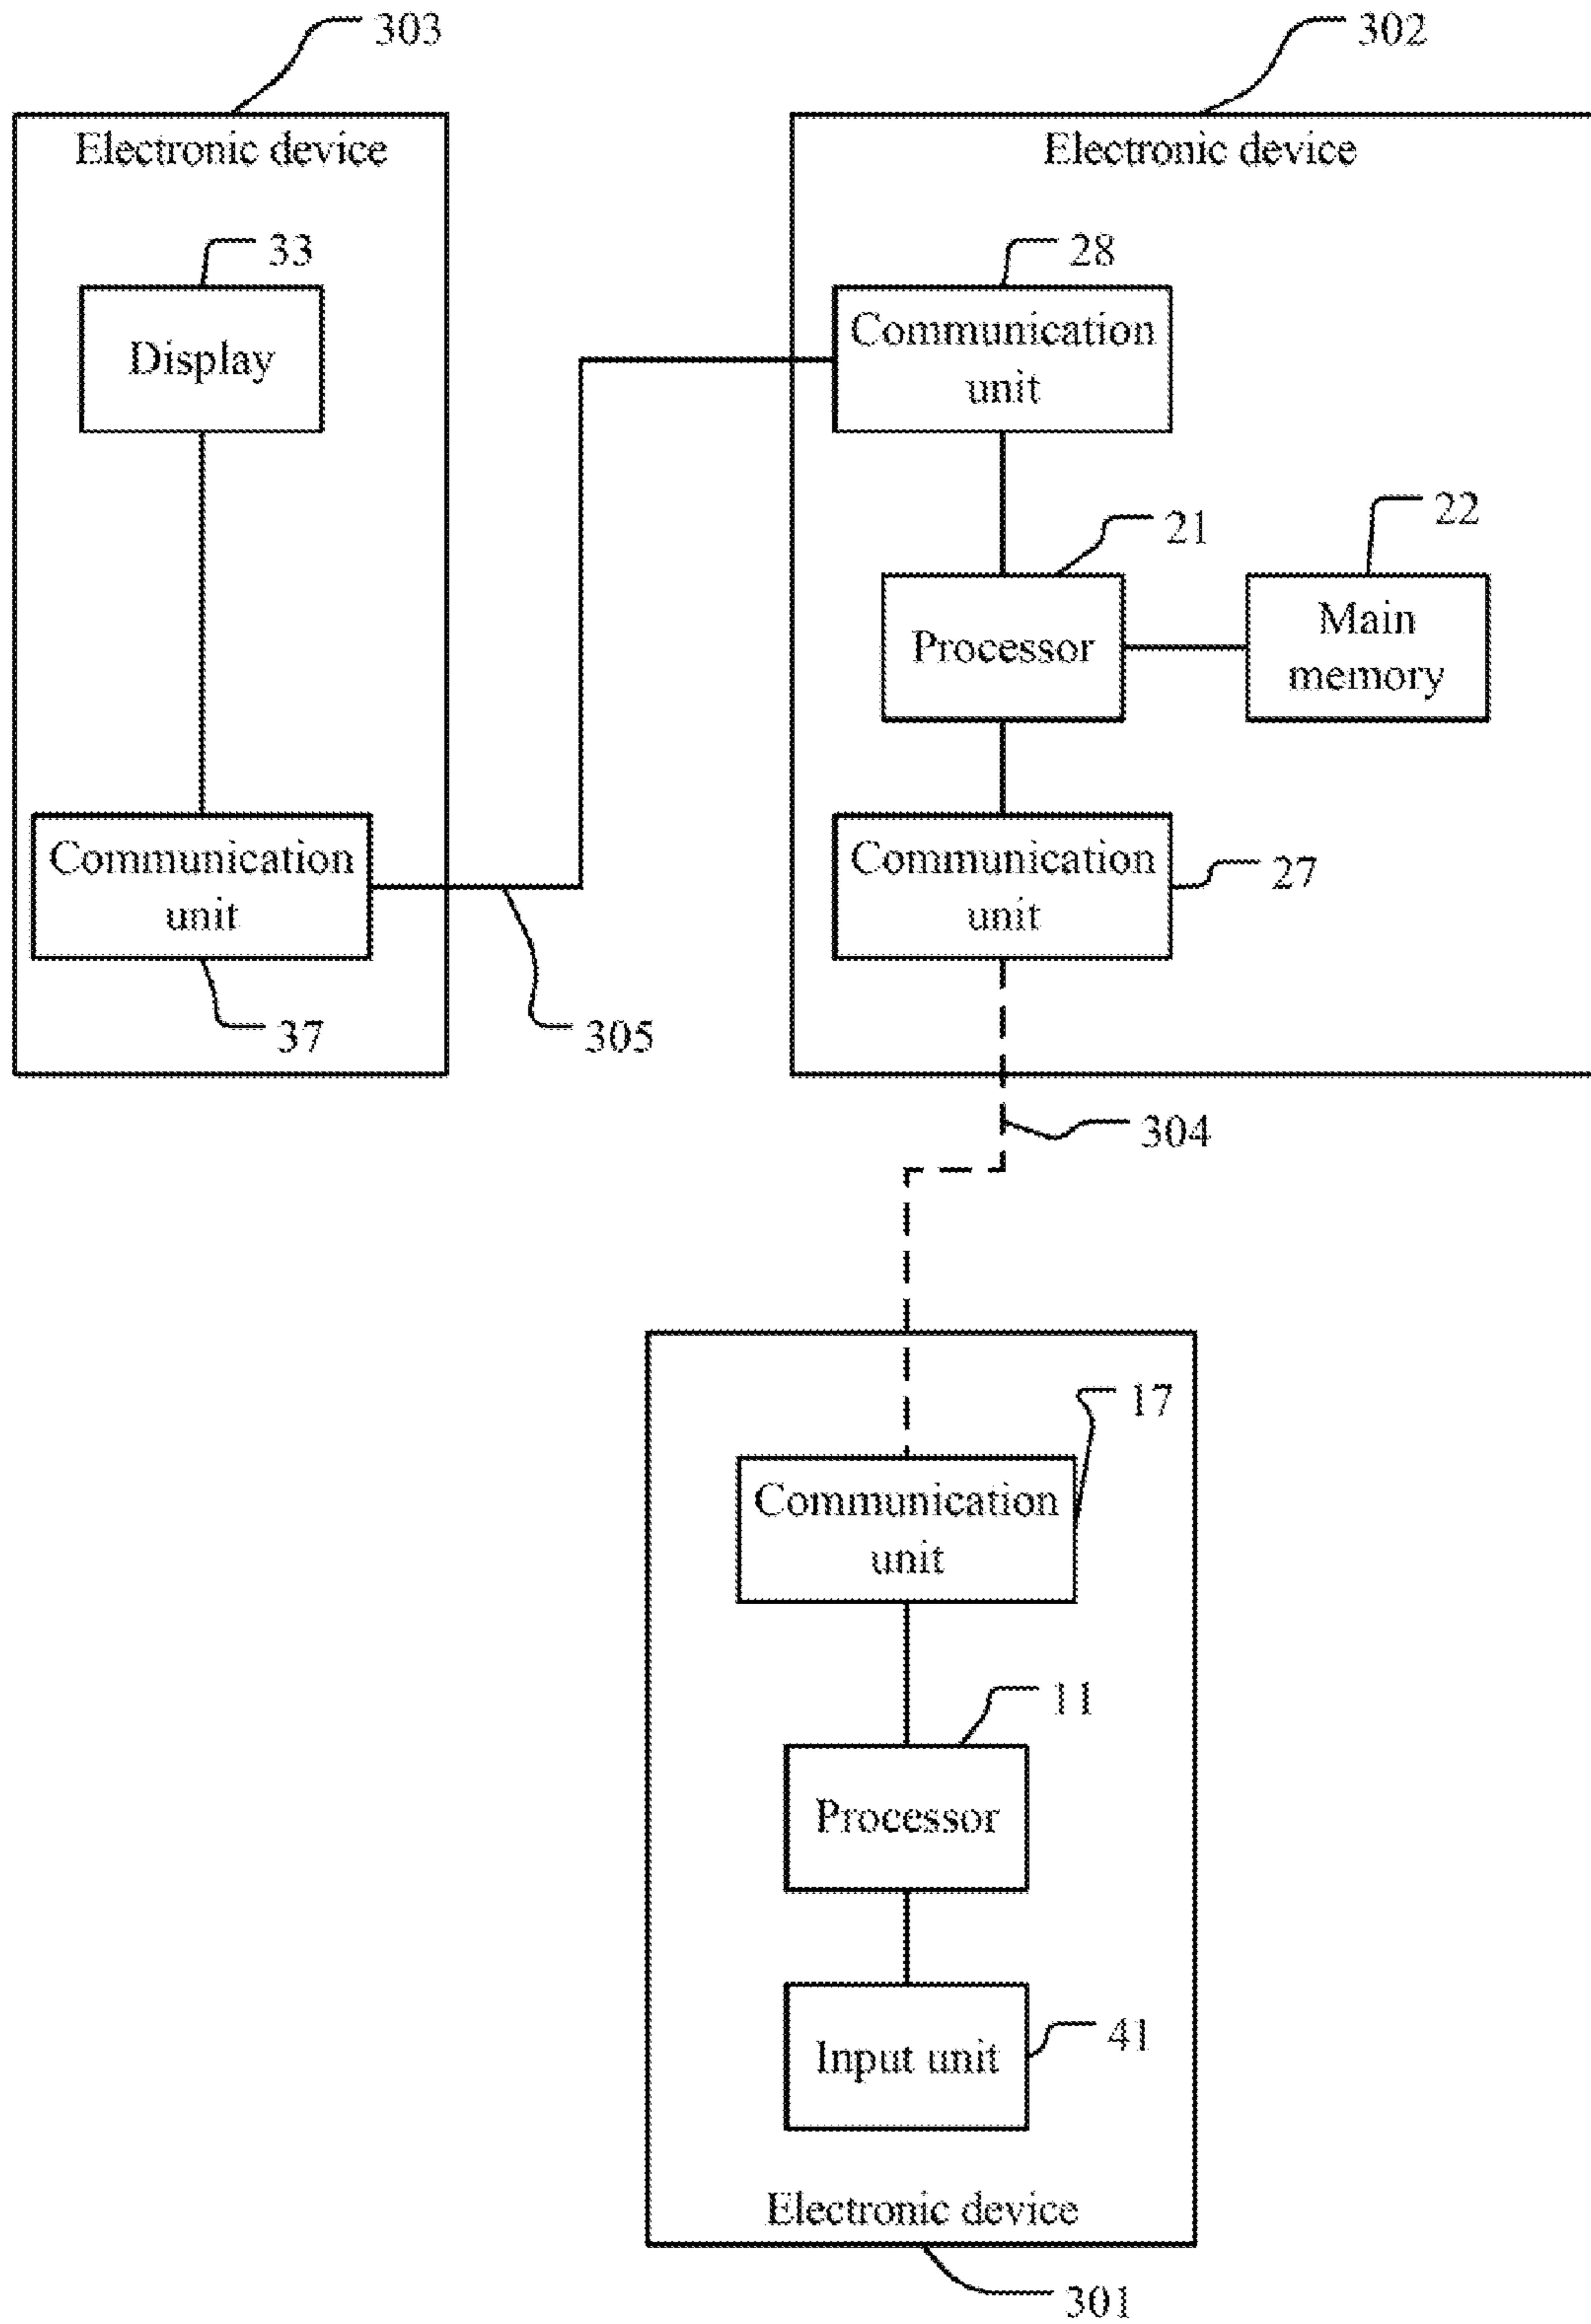 303
302
Electronic device
Electronic device
33
28
Display
Communication
unit
21
22
Processor
Main
memory
Communication
unit
Communication
unit
27
37
305
304
17
Communication
unit
11
Processor
Input unit
41
Electronic device
301